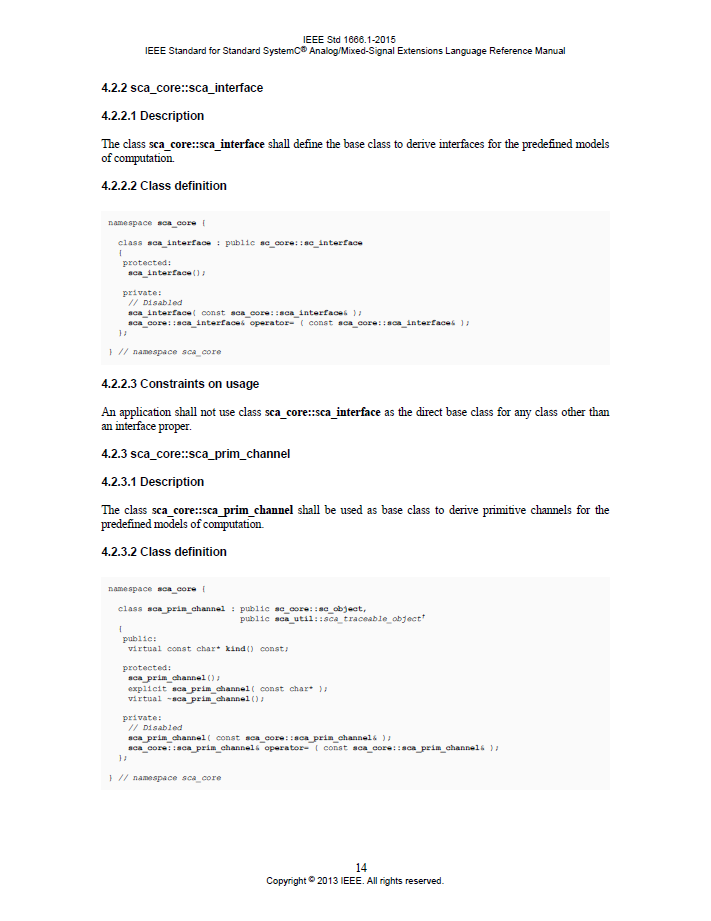 IEEE Std 1666.1-2015
IEEE Standard for Standard SystemC® Analog/Mixed-Signal Extensions Language Reference Manual
4.2.2 sca_core::sca_interface
4.2.2.1 Description
The class sca_core::sca_interface shall define the base class to derive interfaces for the predefined models
of computation.
4.2.2.2 Class definition
namespace sca_core {
class sca_interface : public sc_core::sc_interface
{
protected:
sca_interface();
private:
// Disabled
sca_interface( const sca_core::sca_interface& );
sca_core::sca_interface& operator= ( const sca_core::sca_interface& );
};
} // namespace sca_core
4.2.2.3 Constraints on usage
An application shall not use class sca_core::sca_interface as the direct base class for any class other than
an interface proper.
4.2.3 sca_core::sca_prim_channel
4.2.3.1 Description
The class sca_core::sca_prim_channel shall be used as base class to derive primitive channels for the
predefined models of computation.
4.2.3.2 Class definition
namespace sca_core {
class sca_prim_channel : public sc_core::sc_object,
public sca_util::sca_traceable_object†
{
public:
virtual const char* kind() const;
protected:
sca_prim_channel();
explicit sca_prim_channel( const char* );
virtual ~sca_prim_channel();
private:
// Disabled
sca_prim_channel( const sca_core::sca_prim_channel& );
sca_core::sca_prim_channel& operator= ( const sca_core::sca_prim_channel& );
};
} // namespace sca_core
14
Copyright © 2013 IEEE. All rights reserved.